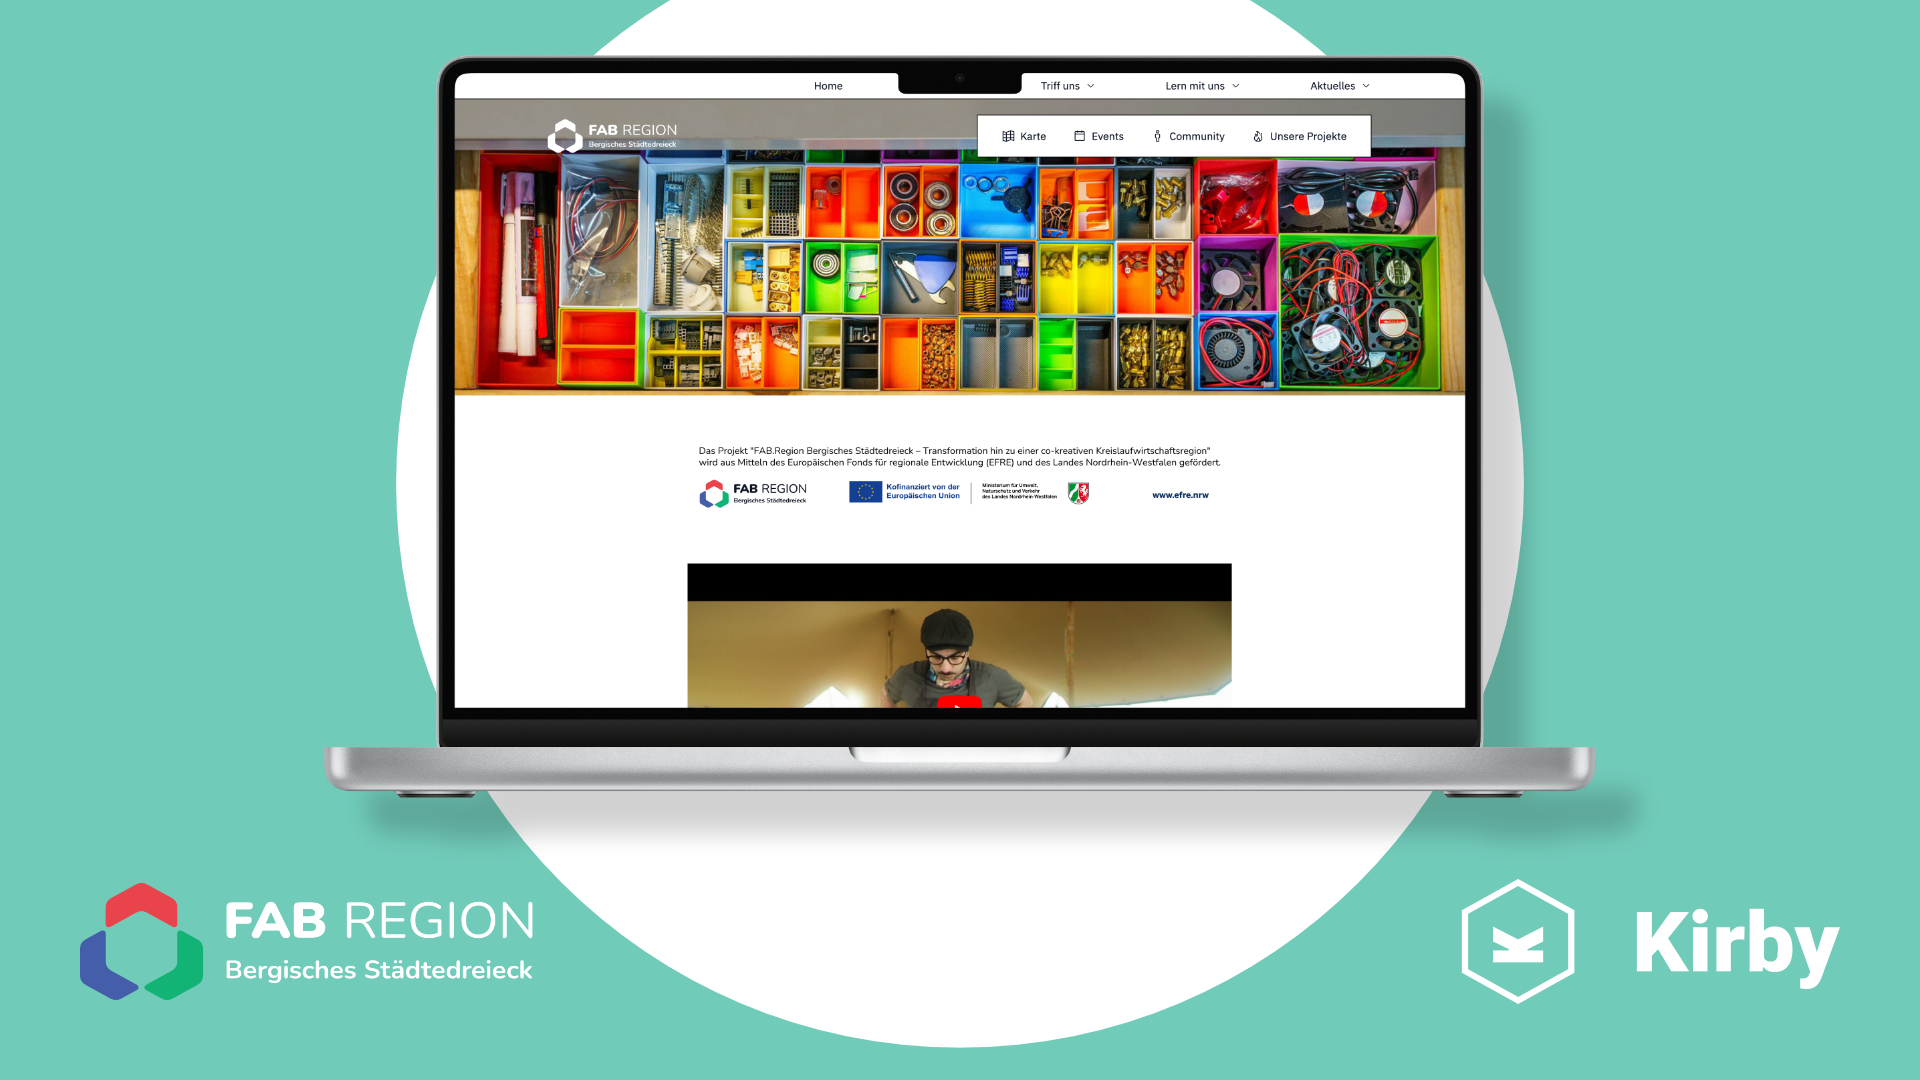 Home
Triff uns
Lern mit uns
Aktuelles
FAB REGION
Bergisches Städtedreieck
Karte
Events
Community
Unsere Projekte
Das Projekt "FAB.Region Bergisches Städtedreieck – Transformation hin zu einer co-kreativen Kreislaufwirtschaftsregion"
wird aus Mitteln des Europäischen Fonds für regionale Entwicklung (EFRE) und des Landes Nordrhein-Westfalen gefördert.
FAB REGION
Bergisches Städtedreieck
Kofinanziert von der
Europäischen Union
Ministerium für Umwelt,
Naturschutz und Verkehr
des Landes Nordrhein-Westfalen
www.efre.nrw
FAB REGION
Bergisches Städtedreieck
Kirby